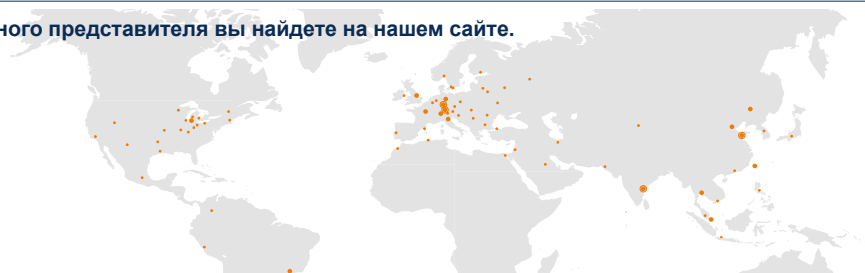 ного представителя вы найдете на нашем сайте.